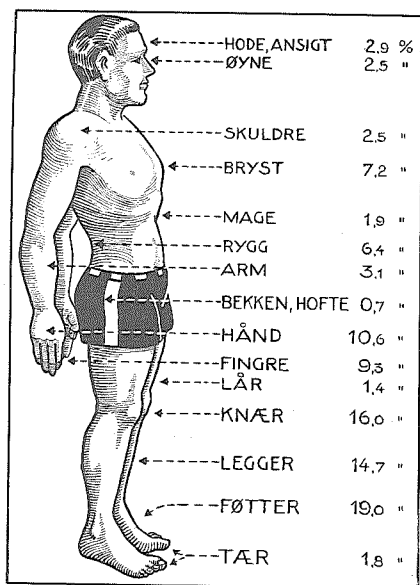 HODE, ANSIGT 2,9 %
ØYNE 2,5 "
SKULDRE 2,5 "
BRYST 7,2 "
MAGE 1,9 "
RYGG 6,4 "
ARM 3,1 "
BEKKEN, HOFTE 0,7 "
HÅND 10,6 "
FINGRE 9,3 "
LÅR 1,4 "
KNÆR 16,0 "
LEGGER 14,7 "
FØTTER 19,0 "
TÆR 1,8 "